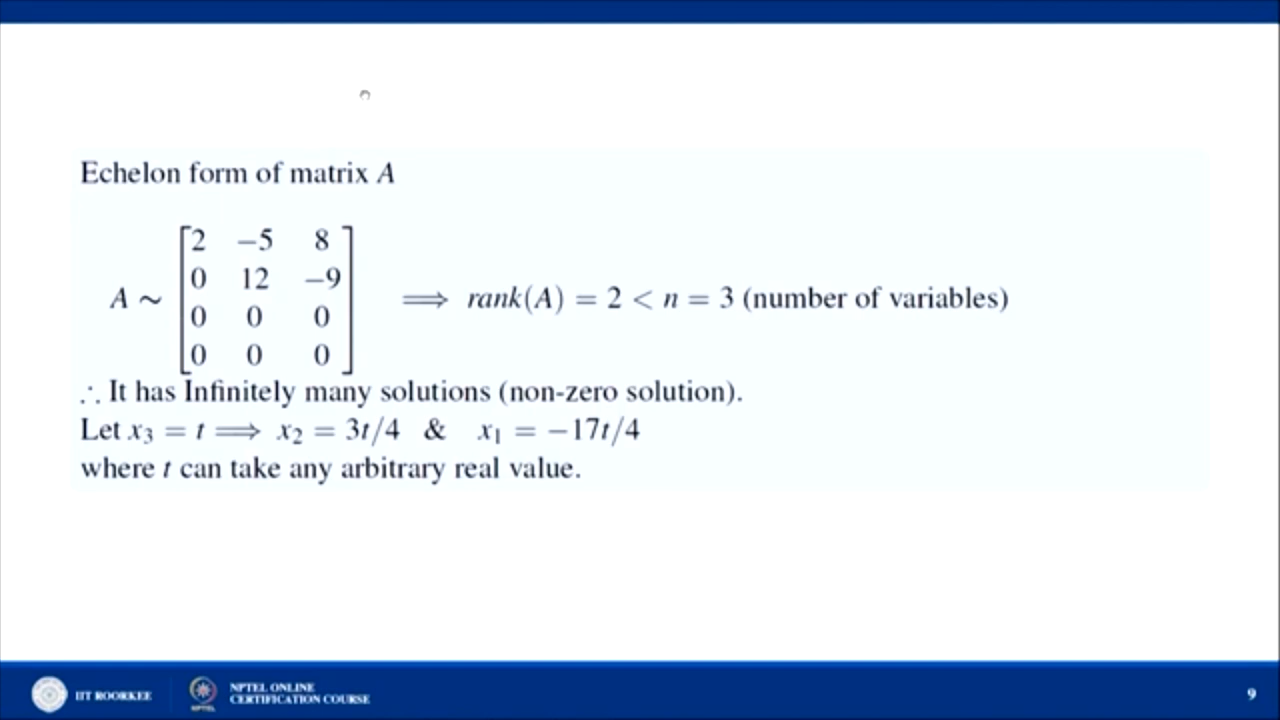 Echelon form of matrix A
2 −5 8
0 12 −9
A ∼ ⟹ rank(A) = 2 < n = 3 (number of variables)
0 0 0
0 0 0
∴ It has Infinitely many solutions (non-zero solution).
Let x₃ = t ⟹ x₂ = 3t/4 & x₁ = −17t/4
where t can take any arbitrary real value.
IIT ROORKEE
NPTEL ONLINE
CERTIFICATION COURSE
NPTEL
9